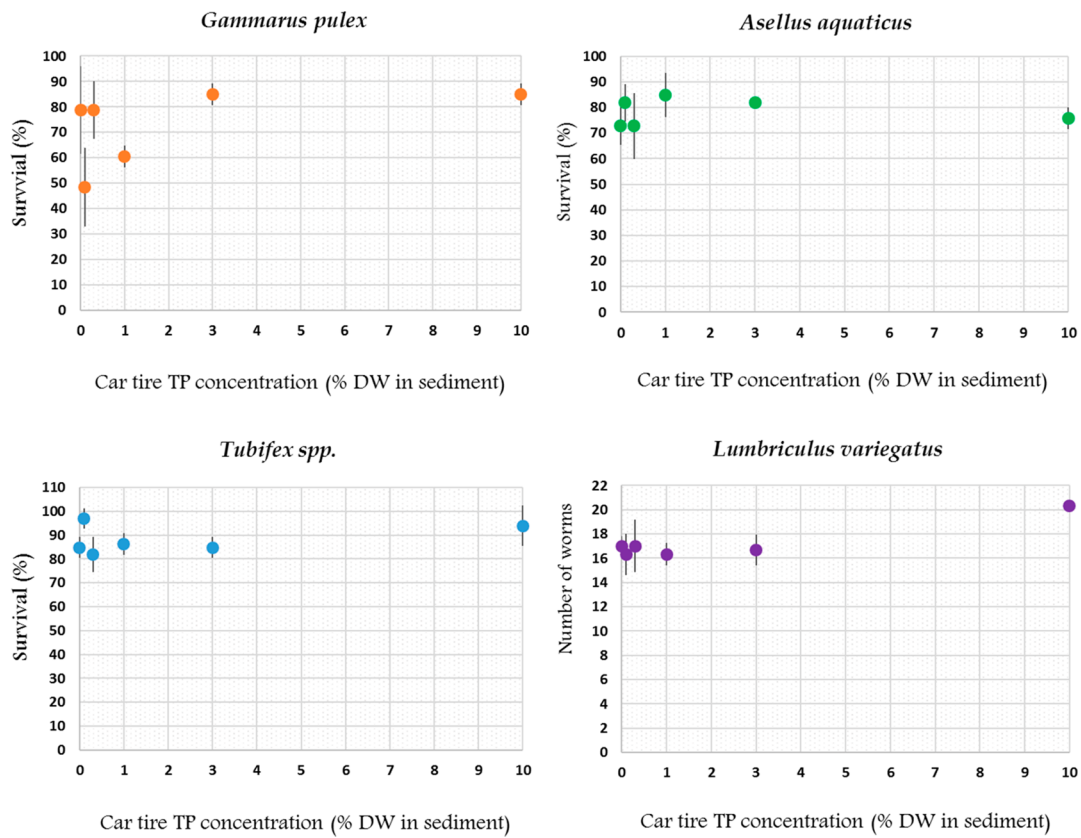 Gammarus pulex
Survvial (%)
100
90
80
70
60
50
40
30
20
10
0
0 1 2 3 4 5 6 7 8 9 10
Car tire TP concentration (% DW in sediment)
Asellus aquaticus
Survival (%)
100
90
80
70
60
50
40
30
20
10
0
0 1 2 3 4 5 6 7 8 9 10
Car tire TP concentration (% DW in sediment)
Tubifex spp.
Survival (%)
110
100
90
80
70
60
50
40
30
20
10
0
0 1 2 3 4 5 6 7 8 9 10
Car tire TP concentration (% DW in sediment)
Lumbriculus variegatus
Number of worms
22
20
18
16
14
12
10
8
6
4
2
0
0 1 2 3 4 5 6 7 8 9 10
Car tire TP concentration (% DW in sediment)